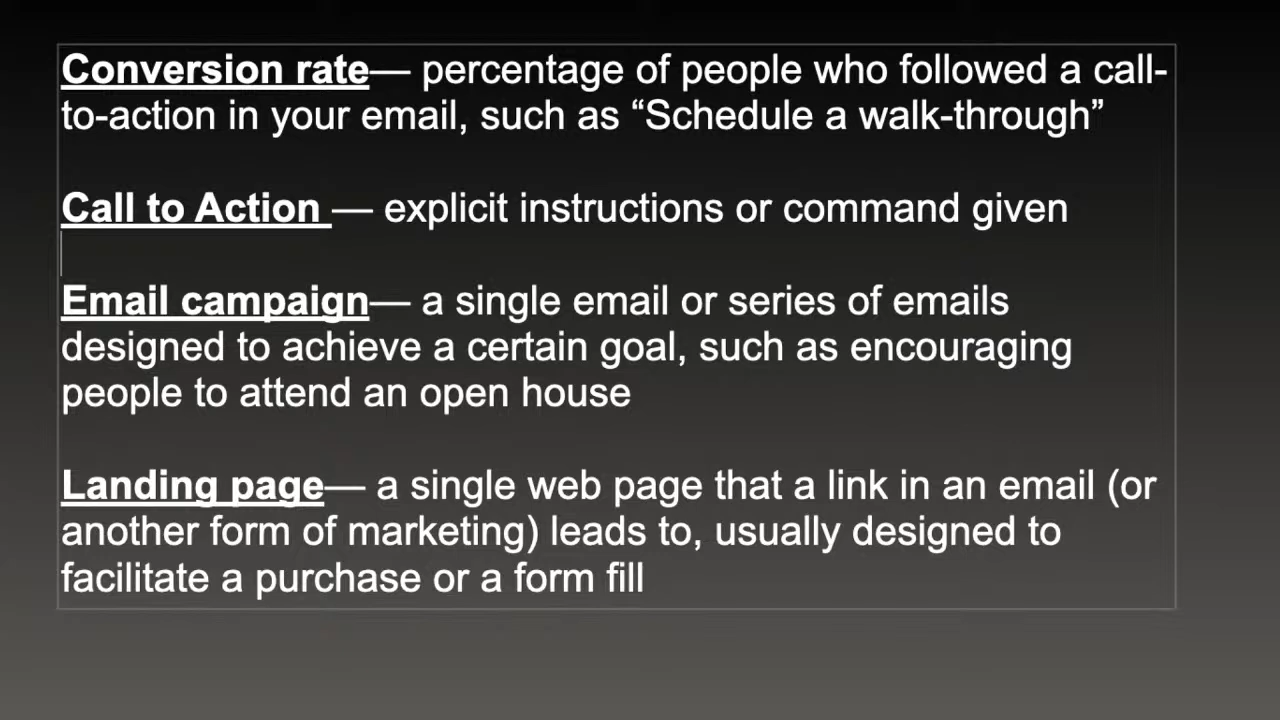 Conversion rate— percentage of people who followed a call-
to-action in your email, such as “Schedule a walk-through”
Call to Action — explicit instructions or command given
Email campaign— a single email or series of emails
designed to achieve a certain goal, such as encouraging
people to attend an open house
Landing page— a single web page that a link in an email (or
another form of marketing) leads to, usually designed to
facilitate a purchase or a form fill